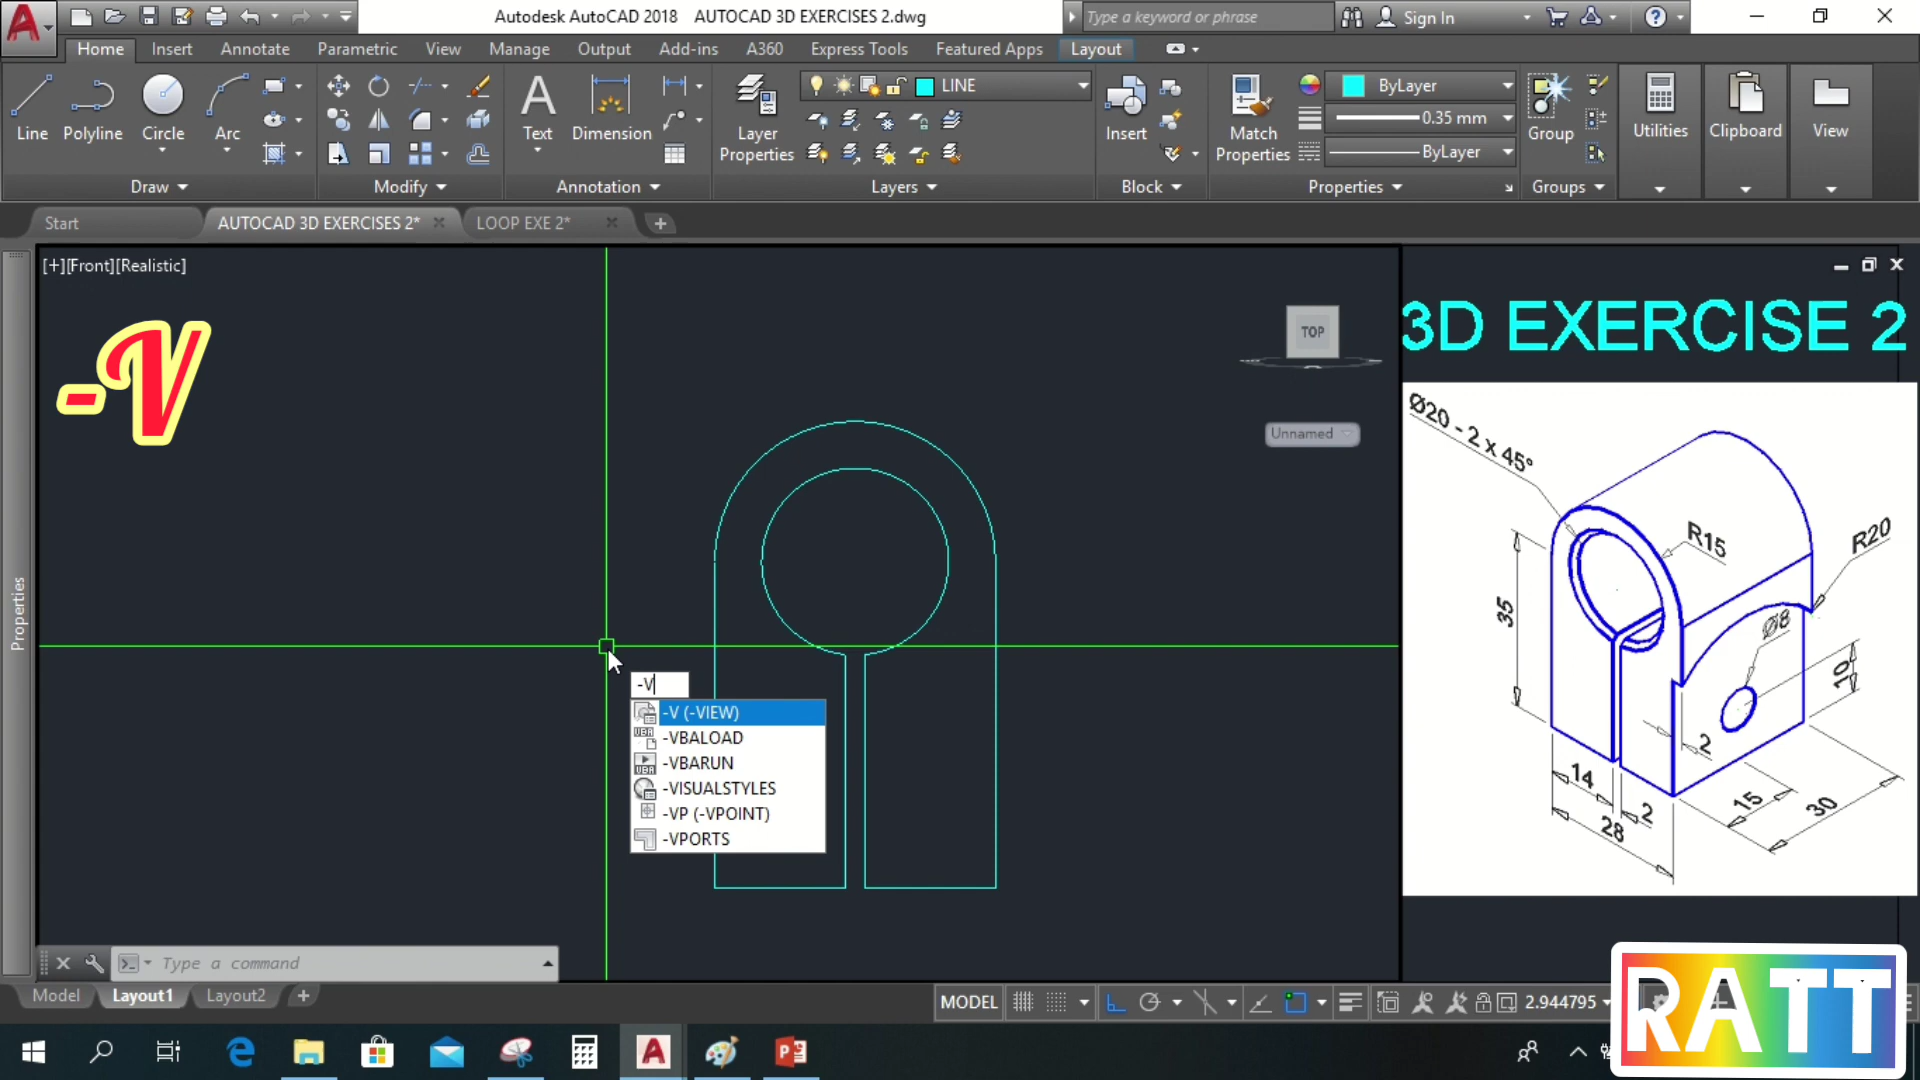 Autodesk AutoCAD 2018 AUTOCAD 3D EXERCISES 2.dwg
Type a keyword or phrase
Sign In
Home Insert Annotate Parametric View Manage Output Add-ins A360 Express Tools Featured Apps Layout
Line Polyline Circle Arc
Text Dimension
Layer Properties
LINE
Insert
Match Properties
ByLayer
0.35 mm
ByLayer
Group
Utilities Clipboard View
Draw Modify Annotation Layers Block Properties Groups
Start AUTOCAD 3D EXERCISES 2* LOOP EXE 2*
Properties
[+][Front][Realistic]
-V
TOP
Unnamed
-V
-V (-VIEW)
-VBALOAD
-VBARUN
-VISUALSTYLES
-VP (-VPOINT)
-VPORTS
3D EXERCISE 2
Ø20 - 2 x 45°
R15
R20
35
Ø8
10
2
14
2
28
15
30
Type a command
Model Layout1 Layout2
MODEL
2.944795
RATT